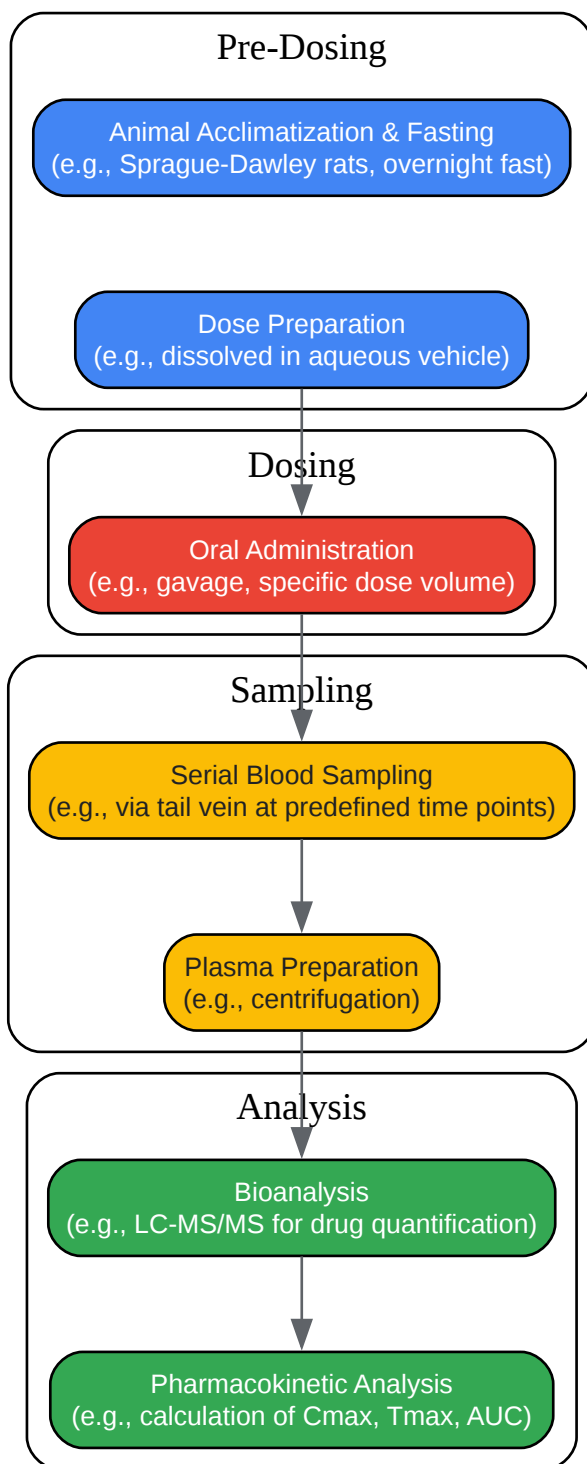 Pre-Dosing
Animal Acclimatization & Fasting
(e.g., Sprague-Dawley rats, overnight fast)
Dose Preparation
(e.g., dissolved in aqueous vehicle)
Dosing
Oral Administration
(e.g., gavage, specific dose volume)
Sampling
Serial Blood Sampling
(e.g., via tail vein at predefined time points)
Plasma Preparation
(e.g., centrifugation)
Analysis
Bioanalysis
(e.g., LC-MS/MS for drug quantification)
Pharmacokinetic Analysis
(e.g., calculation of Cmax, Tmax, AUC)